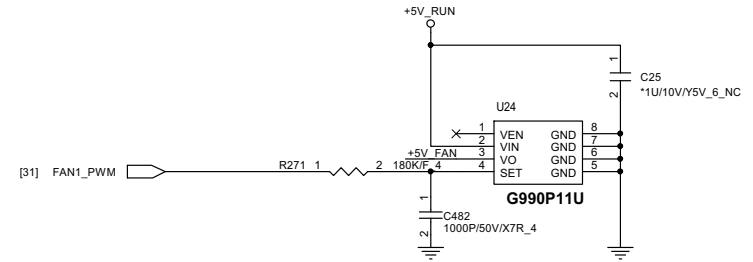 +5V_RUN
1
C25
2
*1U/10V/Y5V_6_NC
U24
1 VEN GND 8
2 VIN GND 7
+5V_FAN 3 VO GND 6
[31] FAN1_PWM R271 1 2 180K/F_4 4 SET GND 5
G990P11U
1
C482
2
1000P/50V/X7R_4